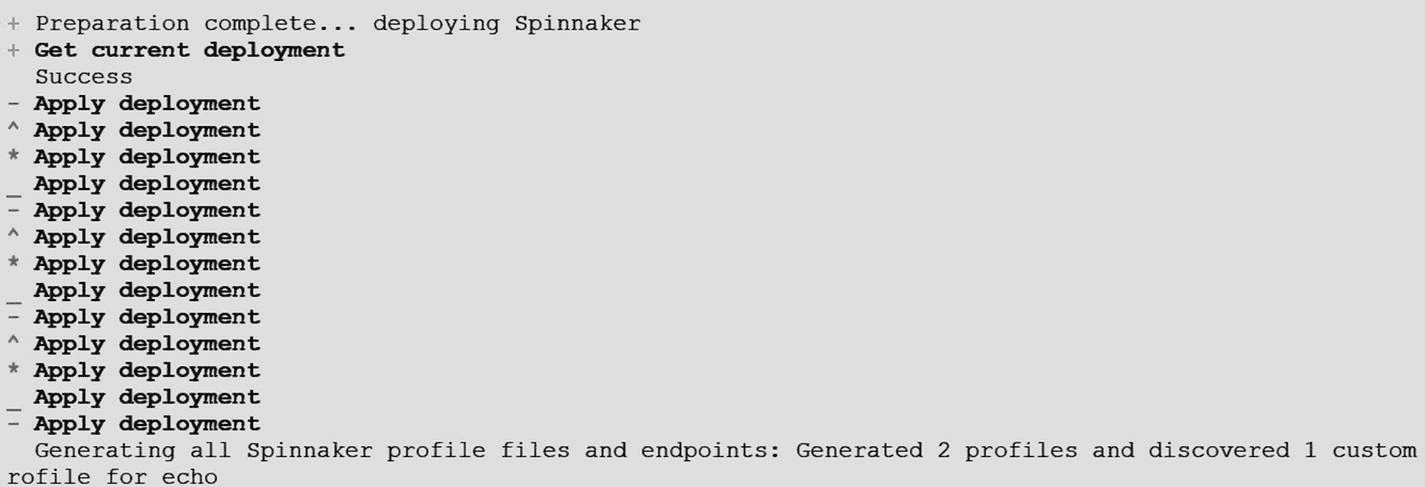 + Preparation complete... deploying Spinnaker
+ Get current deployment
Success
- Apply deployment
^ Apply deployment
* Apply deployment
_ Apply deployment
- Apply deployment
^ Apply deployment
* Apply deployment
_ Apply deployment
- Apply deployment
^ Apply deployment
* Apply deployment
_ Apply deployment
- Apply deployment
Generating all Spinnaker profile files and endpoints: Generated 2 profiles and discovered 1 custom
rofile for echo